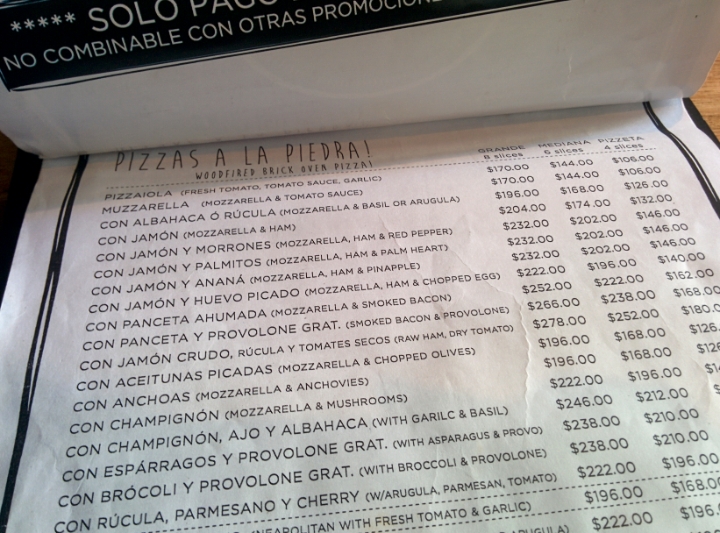 ***** SOLO PAGO
NO COMBINABLE CON OTRAS PROMOCIONE
PIZZAS A LA PIEDRA!
WOODFIRED BRICK OVEN PIZZA!
GRANDE 8 slices MEDIANA 6 slices PIZZETA 4 slices
PIZZAIOLA (FRESH TOMATO, TOMATO SAUCE, GARLIC) $170.00 $144.00 $106.00
MUZZARELLA (MOZZARELLA & TOMATO SAUCE) $170.00 $144.00 $106.00
CON ALBAHACA Ó RÚCULA (MOZZARELLA & BASIL OR ARUGULA) $196.00 $168.00 $126.00
CON JAMÓN (MOZZARELLA & HAM) $204.00 $174.00 $132.00
CON JAMÓN Y MORRONES (MOZZARELLA, HAM & RED PEPPER) $232.00 $202.00 $146.00
CON JAMÓN Y PALMITOS (MOZZARELLA, HAM & PALM HEART) $232.00 $202.00 $146.00
CON JAMÓN Y ANANÁ (MOZZARELLA, HAM & PINAPPLE) $232.00 $202.00 $146.00
CON JAMÓN Y HUEVO PICADO (MOZZARELLA, HAM & CHOPPED EGG) $222.00 $196.00 $140.00
CON PANCETA AHUMADA (MOZZARELLA & SMOKED BACON) $252.00 $222.00 $162.00
CON PANCETA Y PROVOLONE GRAT. (SMOKED BACON & PROVOLONE) $266.00 $238.00 $168.00
CON JAMÓN CRUDO, RÚCULA Y TOMATES SECOS (RAW HAM, DRY TOMATO) $278.00 $252.00 $180.0
CON ACEITUNAS PICADAS (MOZZARELLA & CHOPPED OLIVES) $196.00 $168.00 $126.
CON ANCHOAS (MOZZARELLA & ANCHOVIES) $196.00 $168.00 $126
CON CHAMPIGNÓN (MOZZARELLA & MUSHROOMS) $222.00 $196.00 $14
CON CHAMPIGNÓN, AJO Y ALBAHACA (WITH GARILC & BASIL) $246.00 $212.00
CON ESPÁRRAGOS Y PROVOLONE GRAT. (WITH ASPARAGUS & PROVO) $238.00 $210.00
CON BRÓCOLI Y PROVOLONE GRAT. (WITH BROCCOLI & PROVOLONE) $238.00 $210.00
CON RÚCULA, PARMESANO Y CHERRY (W/ARUGULA, PARMESAN, TOMATO) $222.00 $196.00
NEAPOLITAN WITH FRESH TOMATO & GARLIC) $196.00 $168.0
ARUGULA) $222.00 $196.